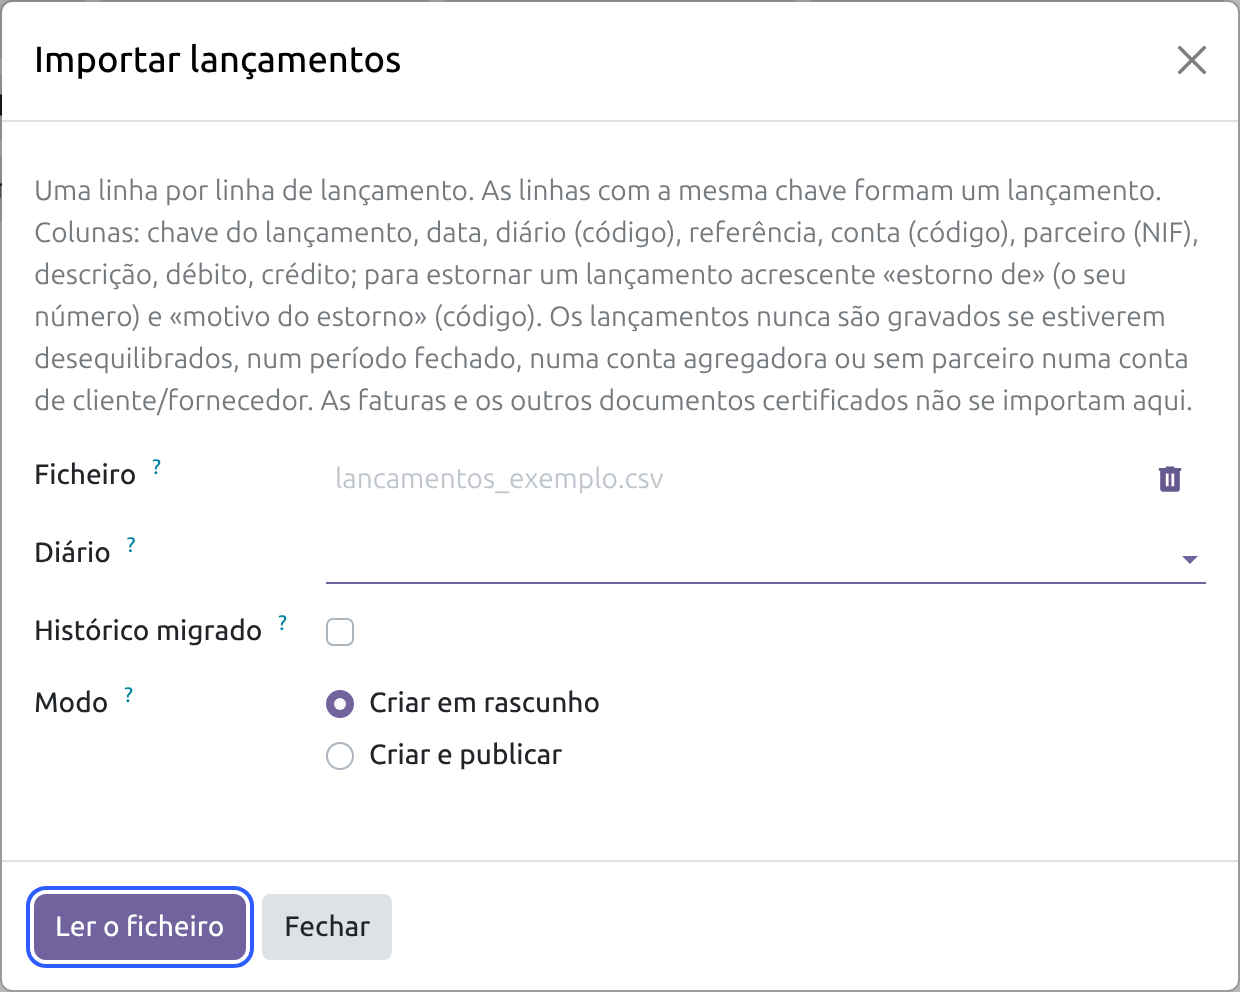 Importar lançamentos
Uma linha por linha de lançamento. As linhas com a mesma chave formam um lançamento.
Colunas: chave do lançamento, data, diário (código), referência, conta (código), parceiro (NIF),
descrição, débito, crédito; para estornar um lançamento acrescente «estorno de» (o seu
número) e «motivo do estorno» (código). Os lançamentos nunca são gravados se estiverem
desequilibrados, num período fechado, numa conta agregadora ou sem parceiro numa conta
de cliente/fornecedor. As faturas e os outros documentos certificados não se importam aqui.
Ficheiro ? lancamentos_exemplo.csv
Diário ?
Histórico migrado ?
Modo ? Criar em rascunho
Criar e publicar
Ler o ficheiro Fechar